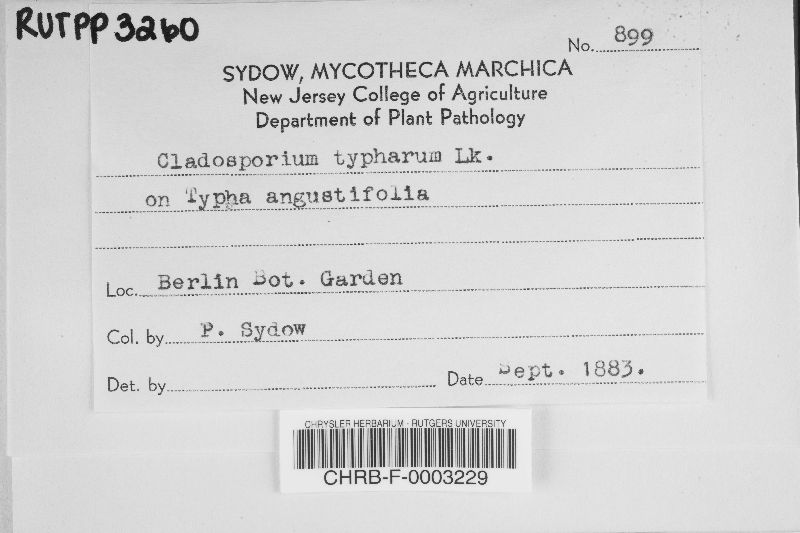 RUTPP3260
No. 899
SYDOW, MYCOTHECA MARCHICA
New Jersey College of Agriculture
Department of Plant Pathology
Cladosporium typharum Lk.
on Typha angustifolia
Loc. Berlin Bot. Garden
Col. by P. Sydow
Det. by Date Sept. 1883.
CHRYSLER HERBARIUM - RUTGERS UNIVERSITY
CHRB-F-0003229